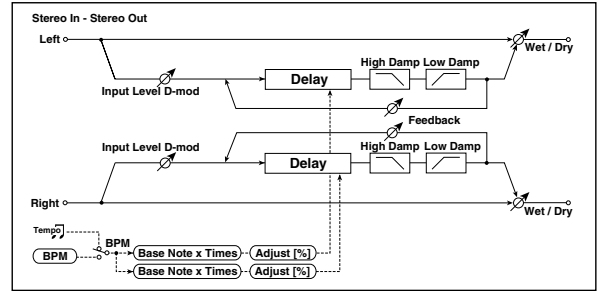 Stereo In - Stereo Out
Left
Wet / Dry
High Damp Low Damp
Delay
Input Level D-mod
Feedback
Input Level D-mod
High Damp Low Damp
Delay
Right
Wet / Dry
Tempo
BPM
BPM
Base Note x Times
Adjust [%]
Base Note x Times
Adjust [%]